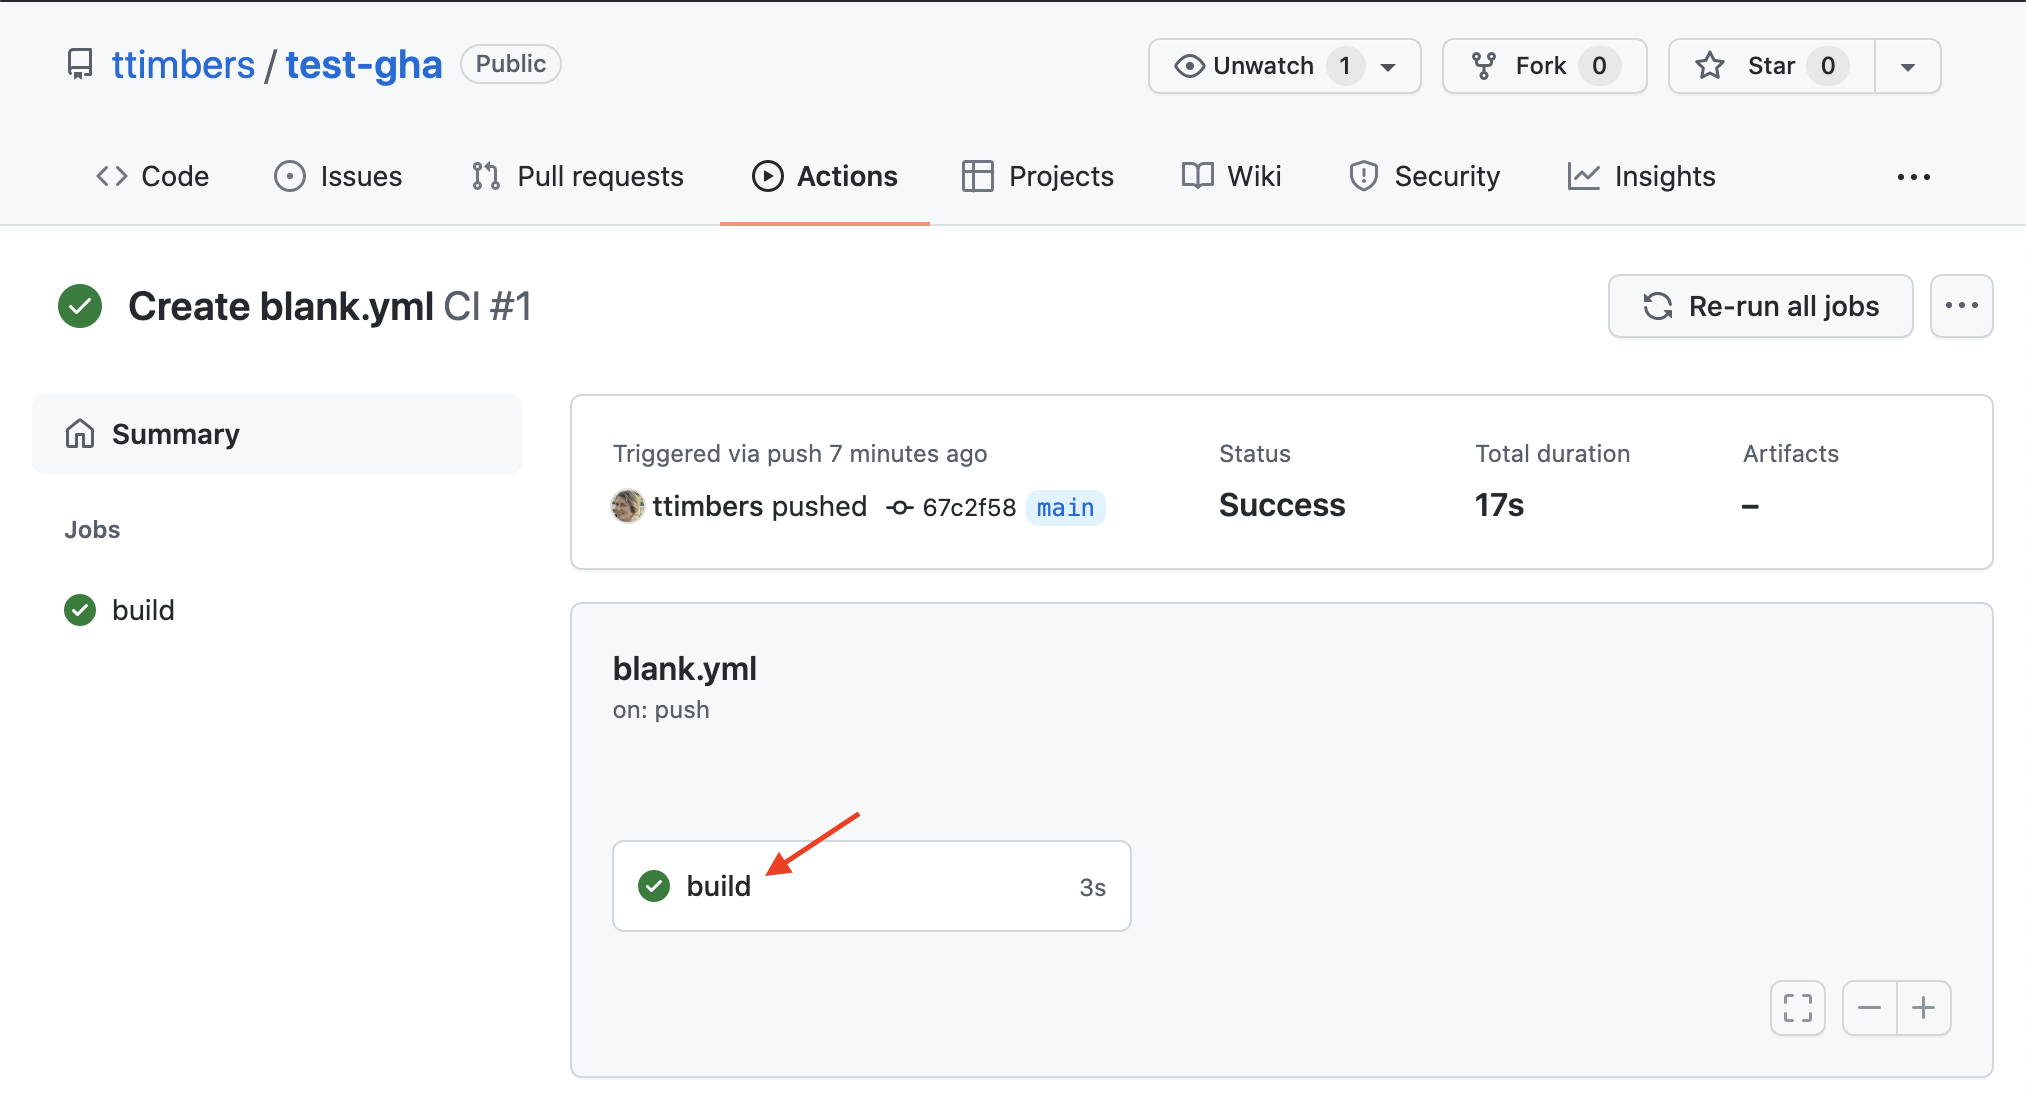 ttimbers / test-gha Public Unwatch 1 Fork 0 Star 0
Code Issues Pull requests Actions Projects Wiki Security Insights
Create blank.yml CI #1 Re-run all jobs
Summary
Jobs
build
Triggered via push 7 minutes ago Status Total duration Artifacts
ttimbers pushed 67c2f58 main Success 17s –
blank.yml
on: push
build 3s